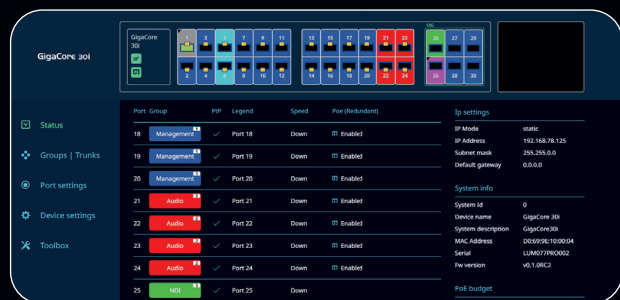 GigaCore 30i
GigaCore
30i
1 3 5 7 9 11 13 15 17 19 21 23 10G 25 27 29
2 4 6 8 10 12 14 16 18 20 22 24 26 28 30
Status
Groups | Trunks
Port settings
Device settings
Toolbox
Port Group PtP Legend Speed Poe (Redundant)
18 Management Port 18 Down Enabled
19 Management Port 19 Down Enabled
20 Management Port 20 Down Enabled
21 Audio Port 21 Down Enabled
22 Audio Port 22 Down Enabled
23 Audio Port 23 Down Enabled
24 Audio Port 24 Down Enabled
25 NDI Port 25 Down
Ip settings
IP Mode static
IP Address 192.168.78.125
Subnet mask 255.255.0.0
Default gateway 0.0.0.0
System info
System Id 0
Device name GigaCore 30i
System description GigaCore30i
MAC Address D0:69:9E:10:00:04
Serial LUM077PRO002
Fw version v0.1.0RC2
PoE budget